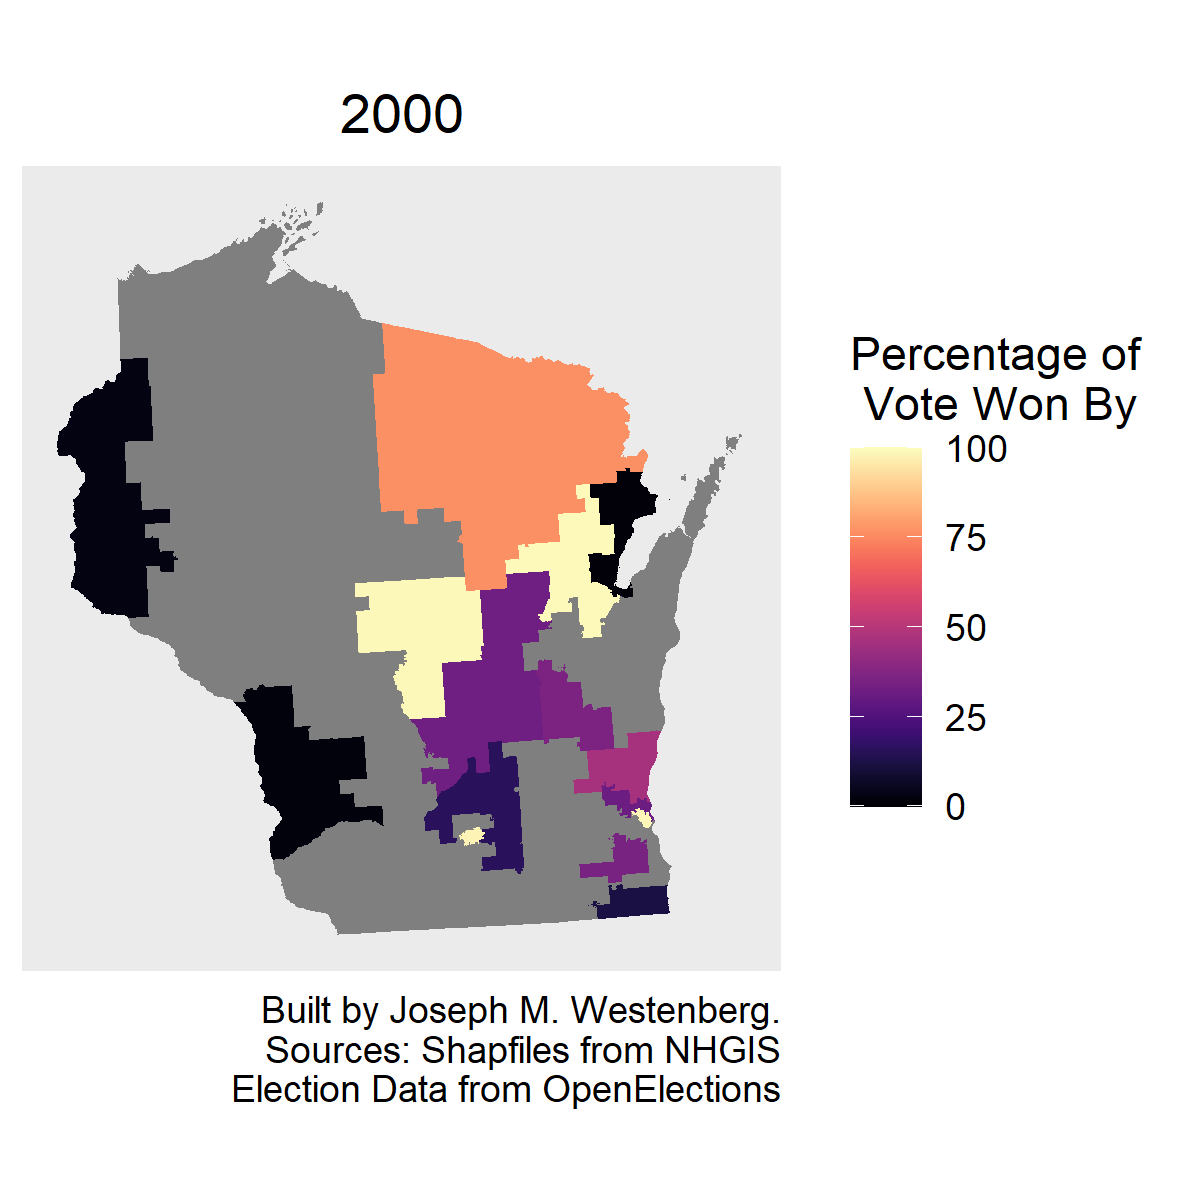 2000
Percentage of
Vote Won By
100
75
50
25
0
Built by Joseph M. Westenberg.
Sources: Shapfiles from NHGIS
Election Data from OpenElections